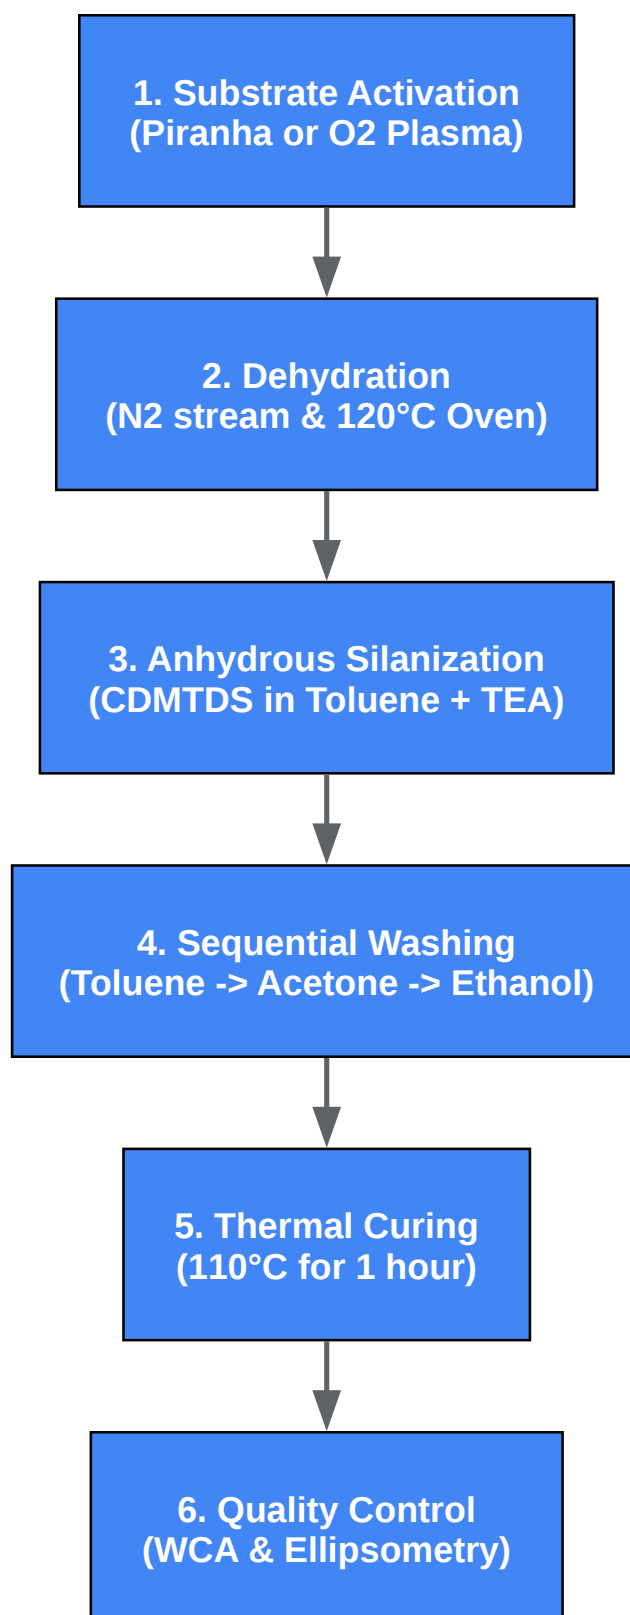 1. Substrate Activation
(Piranha or O2 Plasma)
2. Dehydration
(N2 stream & 120°C Oven)
3. Anhydrous Silanization
(CDMTDS in Toluene + TEA)
4. Sequential Washing
(Toluene -> Acetone -> Ethanol)
5. Thermal Curing
(110°C for 1 hour)
6. Quality Control
(WCA & Ellipsometry)